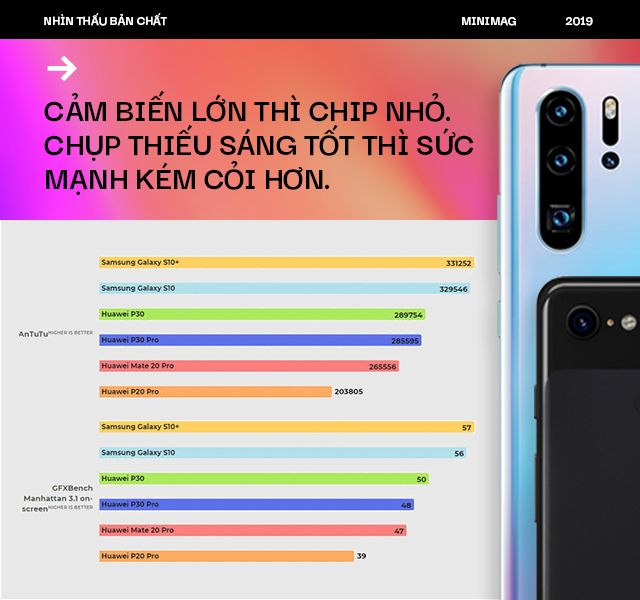 NHÌN THẤU BẢN CHẤT
MINIMAG
2019
CẢM BIẾN LỚN THÌ CHIP NHỎ.
CHỤP THIẾU SÁNG TỐT THÌ SỨC
MẠNH KÉM CỎI HƠN.
AnTuTu HIGHER IS BETTER
Samsung Galaxy S10+ 331252
Samsung Galaxy S10 329546
Huawei P30 289754
Huawei P30 Pro 285595
Huawei Mate 20 Pro 265556
Huawei P20 Pro 203805
GFXBench
Manhattan 3.1 on-
screen HIGHER IS BETTER
Samsung Galaxy S10+ 57
Samsung Galaxy S10 56
Huawei P30 50
Huawei P30 Pro 48
Huawei Mate 20 Pro 47
Huawei P20 Pro 39